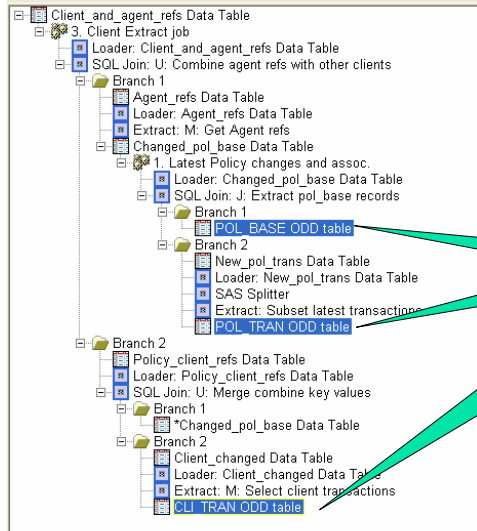 Client_and_agent_refs Data Table
3. Client Extract job
Loader: Client_and_agent_refs Data Table
SQL Join: U: Combine agent refs with other clients
Branch 1
Agent_refs Data Table
Loader: Agent_refs Data Table
Extract: M: Get Agent refs
Changed_pol_base Data Table
1. Latest Policy changes and assoc.
Loader: Changed_pol_base Data Table
SQL Join: J: Extract pol_base records
Branch 1
POL_BASE ODD table
Branch 2
New_pol_trans Data Table
Loader: New_pol_trans Data Table
SAS Splitter
Extract: Subset latest transactions
POL_TRAN ODD table
Branch 2
Policy_client_refs Data Table
Loader: Policy_client_refs Data Table
SQL Join: U: Merge combine key values
Branch 1
*Changed_pol_base Data Table
Branch 2
Client_changed Data Table
Loader: Client_changed Data Table
Extract: M: Select client transactions
CLI_TRAN ODD table